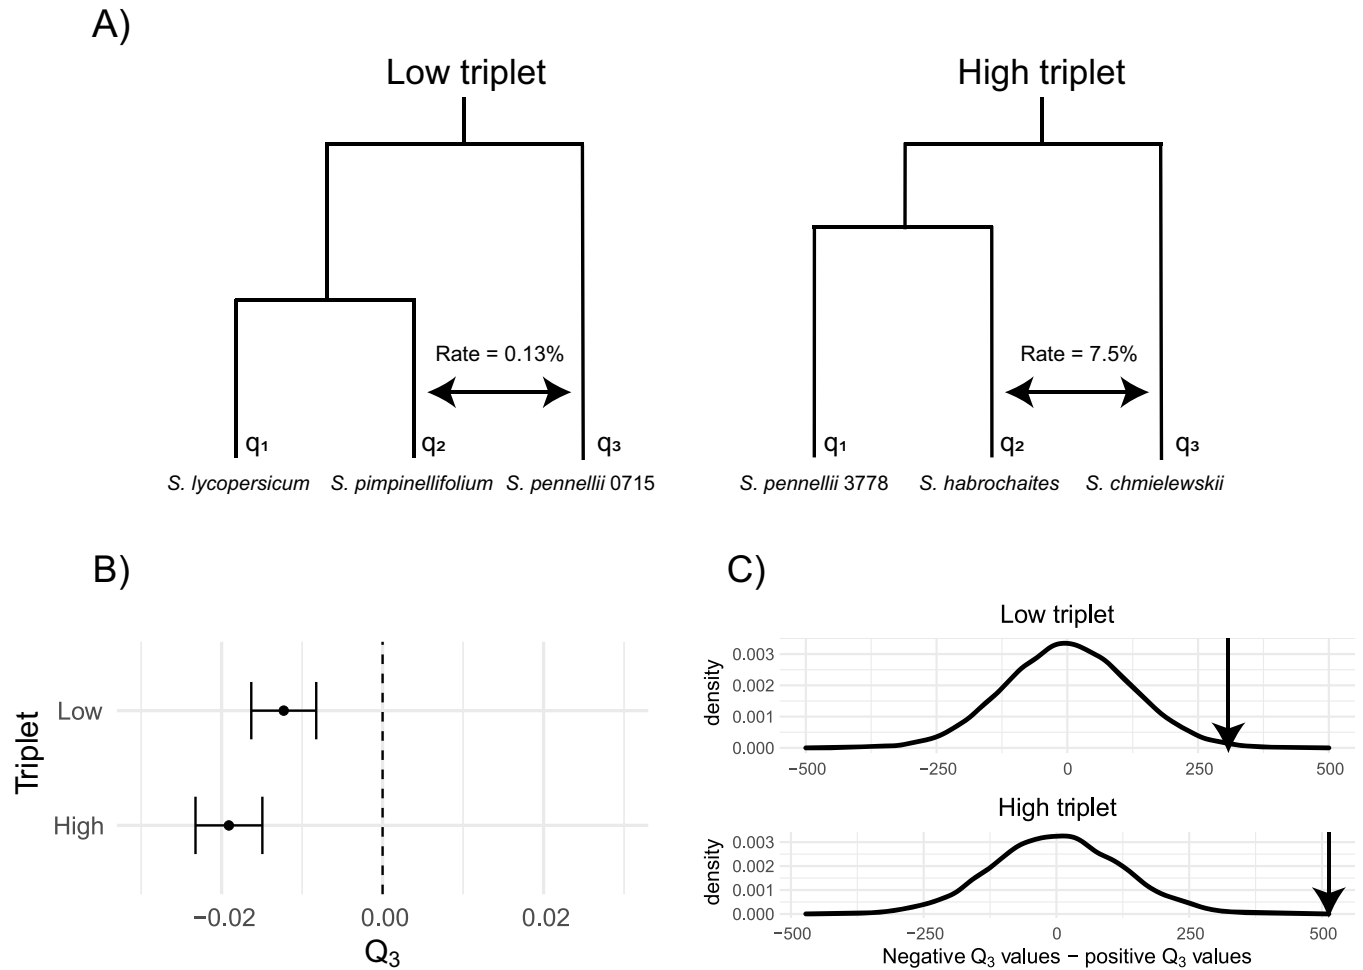 A)
Low triplet
High triplet
Rate = 0.13%
Rate = 7.5%
q₁ q₂ q₃
q₁ q₂ q₃
S. lycopersicum S. pimpinellifolium S. pennellii 0715
S. pennellii 3778 S. habrochaites S. chmielewskii
B)
Triplet
Low
High
−0.02 0.00 0.02
Q₃
C)
Low triplet
density
0.003
0.002
0.001
0.000
−500 −250 0 250 500
High triplet
density
0.003
0.002
0.001
0.000
−500 −250 0 250 500
Negative Q₃ values − positive Q₃ values